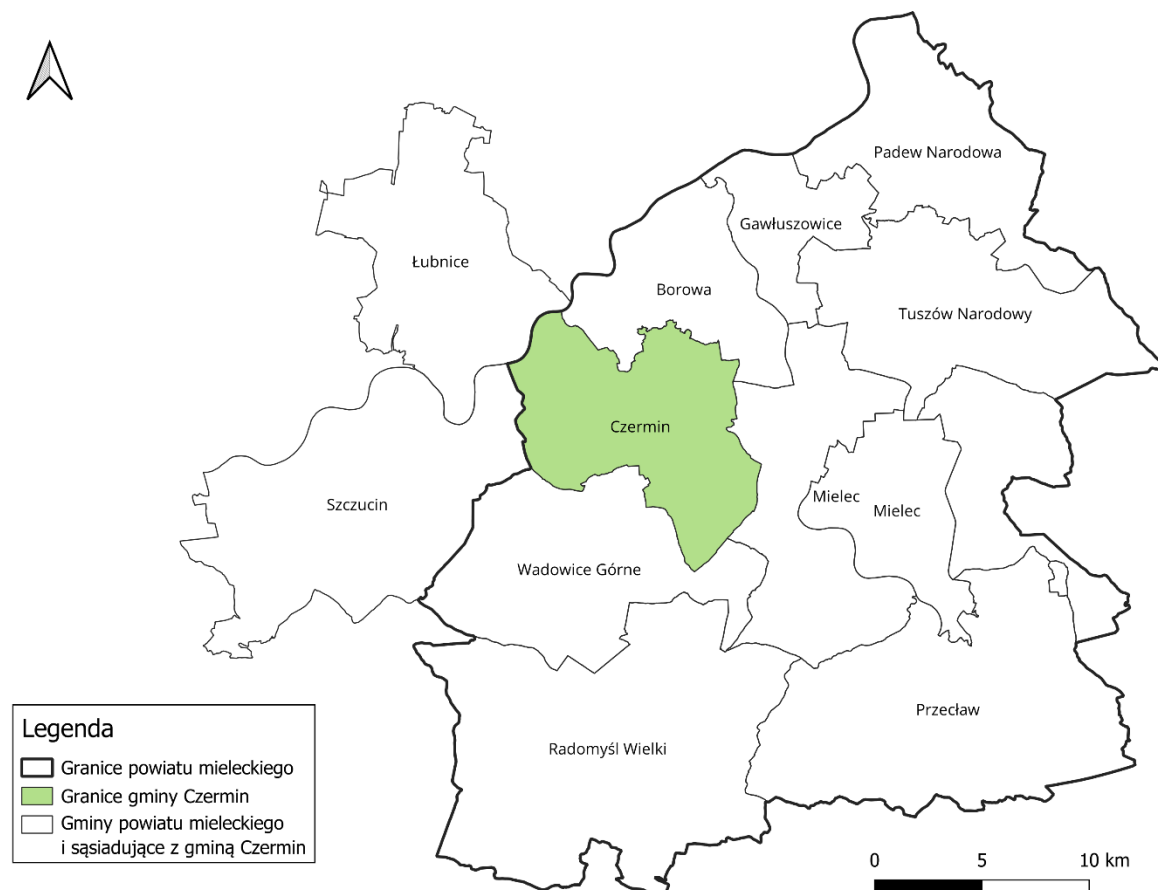 Padew Narodowa
Gawłuszowice
Łubnice
Borowa
Tuszów Narodowy
Czermin
Mielec
Szczucin
Mielec
Wadowice Górne
Przecław
Radomyśl Wielki
Legenda
Granice powiatu mieleckiego
Granice gminy Czermin
Gminy powiatu mieleckiego
i sąsiadujące z gminą Czermin
0 5 10 km